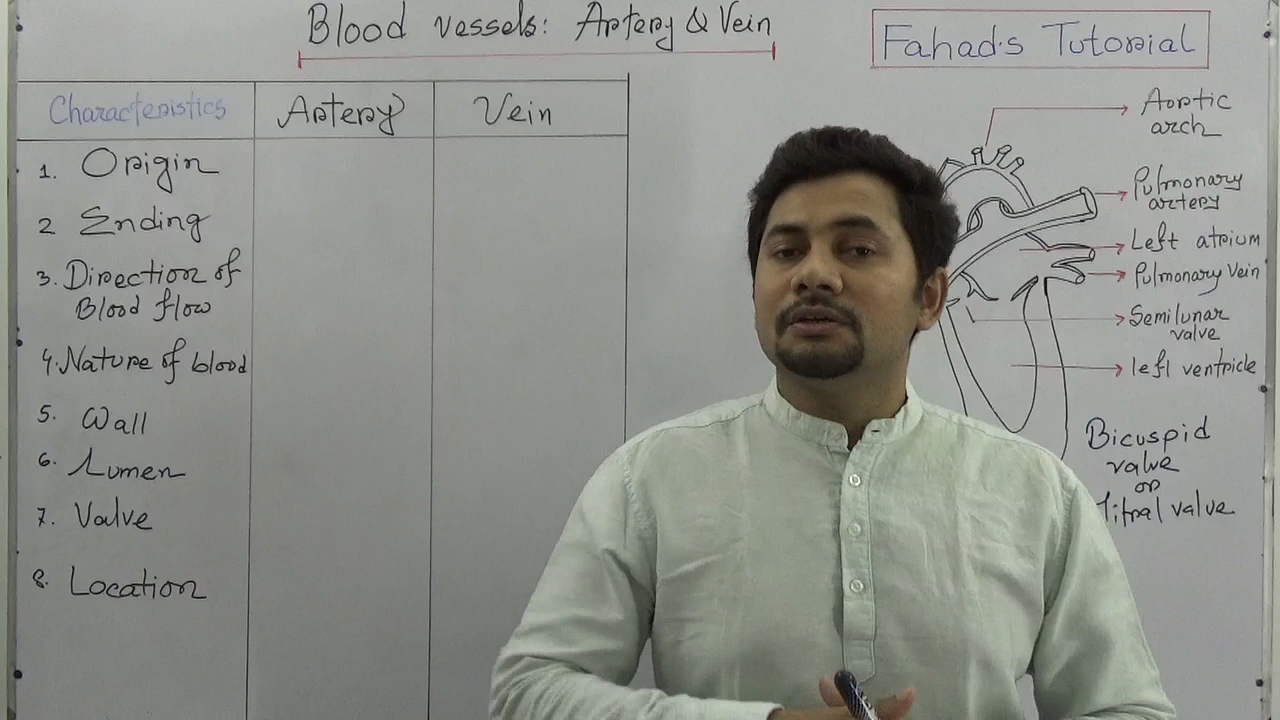 Blood vessels: Artery & Vein
Fahad's Tutorial
Characteristics
Artery
Vein
1. Origin
2 Ending
3. Direction of
Blood flow
4. Nature of blood
5. Wall
6. Lumen
7. Valve
8. Location
Aortic
arch
Pulmonary
artery
Left atrium
Pulmonary Vein
Semilunar
valve
left ventricle
Bicuspid
valve
or
itral valve